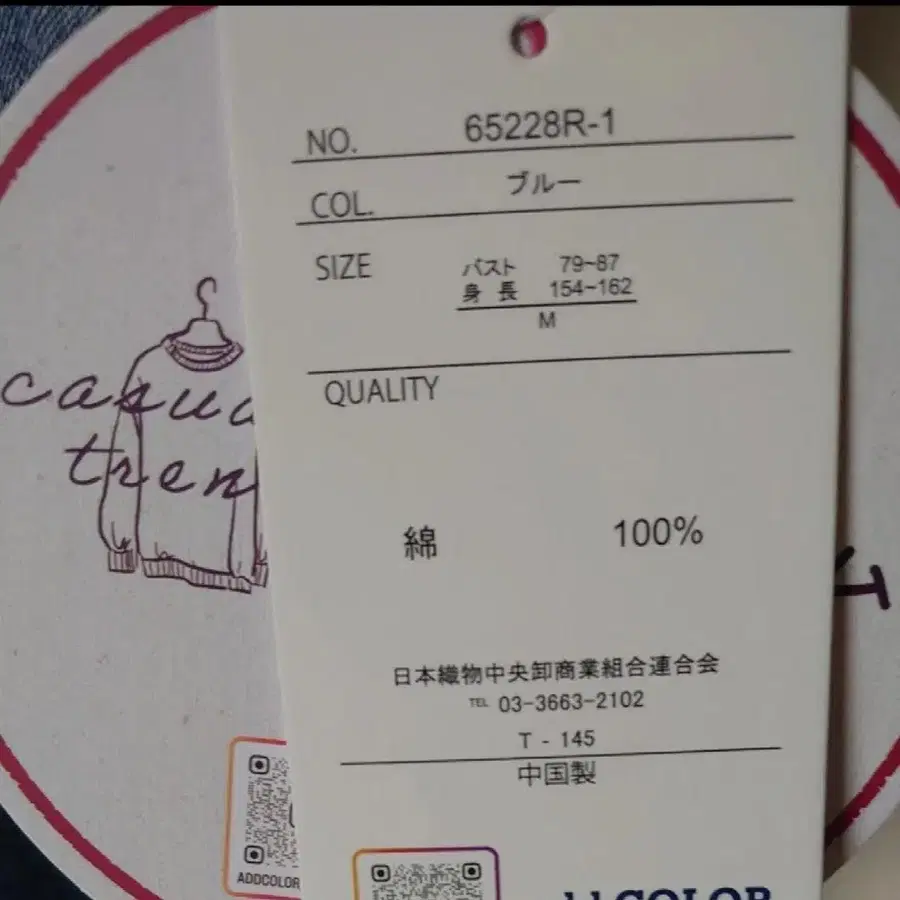 NO. 65228R-1
COL. ブルー
SIZE バスト 79~87
身長 154~162
M
QUALITY
綿 100%
日本織物中央卸商業組合連合会
TEL 03-3663-2102
T - 145
中国製
COLOR
ADDCOLOR